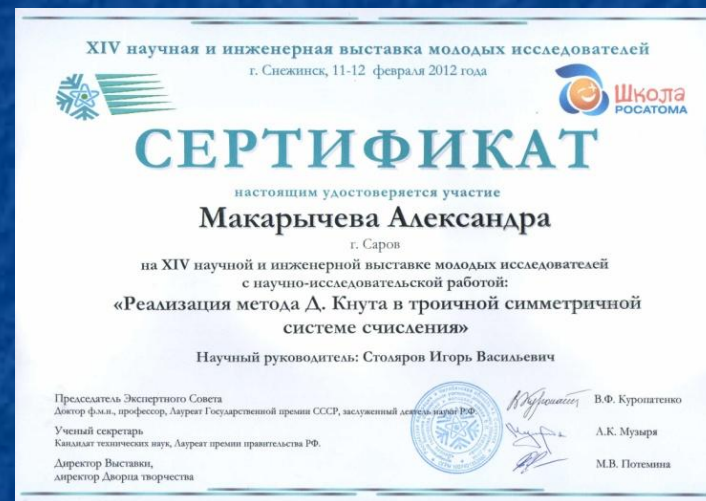 XIV научная и инженерная выставка молодых исследователей
г. Снежинск, 11-12 февраля 2012 года
Школа
РОСАТОМА
СЕРТИФИКАТ
настоящим удостоверяется участие
Макарычева Александра
г. Саров
на XIV научной и инженерной выставке молодых исследователей
с научно-исследовательской работой:
«Реализация метода Д. Кнута в троичной симметричной
системе счисления»
Научный руководитель: Столяров Игорь Васильевич
Председатель Экспертного Совета
Доктор ф.м.н., профессор, Лауреат Государственной премии СССР, заслуженный деятель науки РФ.
В.Ф. Куропатенко
Ученый секретарь
Кандидат технических наук, Лауреат премии правительства РФ.
А.К. Музыря
Директор Выставки,
директор Дворца творчества
М.В. Потемина